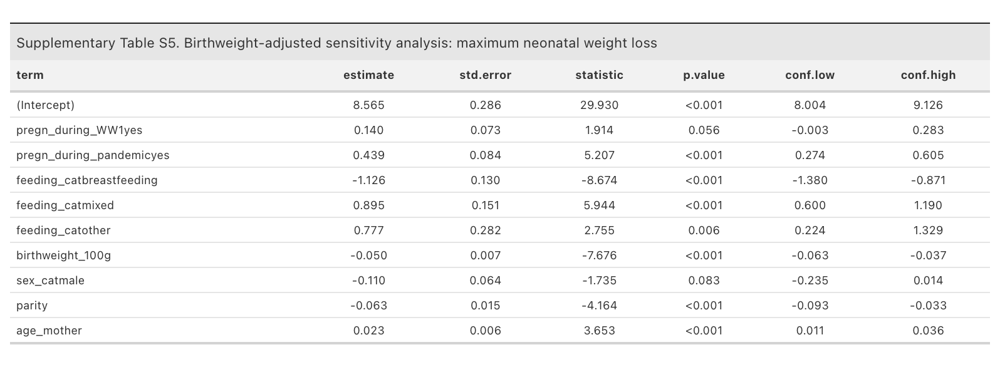 Supplementary Table S5. Birthweight-adjusted sensitivity analysis: maximum neonatal weight loss
term estimate std.error statistic p.value conf.low conf.high
(Intercept) 8.565 0.286 29.930 <0.001 8.004 9.126
pregn_during_WW1yes 0.140 0.073 1.914 0.056 -0.003 0.283
pregn_during_pandemicyes 0.439 0.084 5.207 <0.001 0.274 0.605
feeding_catbreastfeeding -1.126 0.130 -8.674 <0.001 -1.380 -0.871
feeding_catmixed 0.895 0.151 5.944 <0.001 0.600 1.190
feeding_catother 0.777 0.282 2.755 0.006 0.224 1.329
birthweight_100g -0.050 0.007 -7.676 <0.001 -0.063 -0.037
sex_catmale -0.110 0.064 -1.735 0.083 -0.235 0.014
parity -0.063 0.015 -4.164 <0.001 -0.093 -0.033
age_mother 0.023 0.006 3.653 <0.001 0.011 0.036